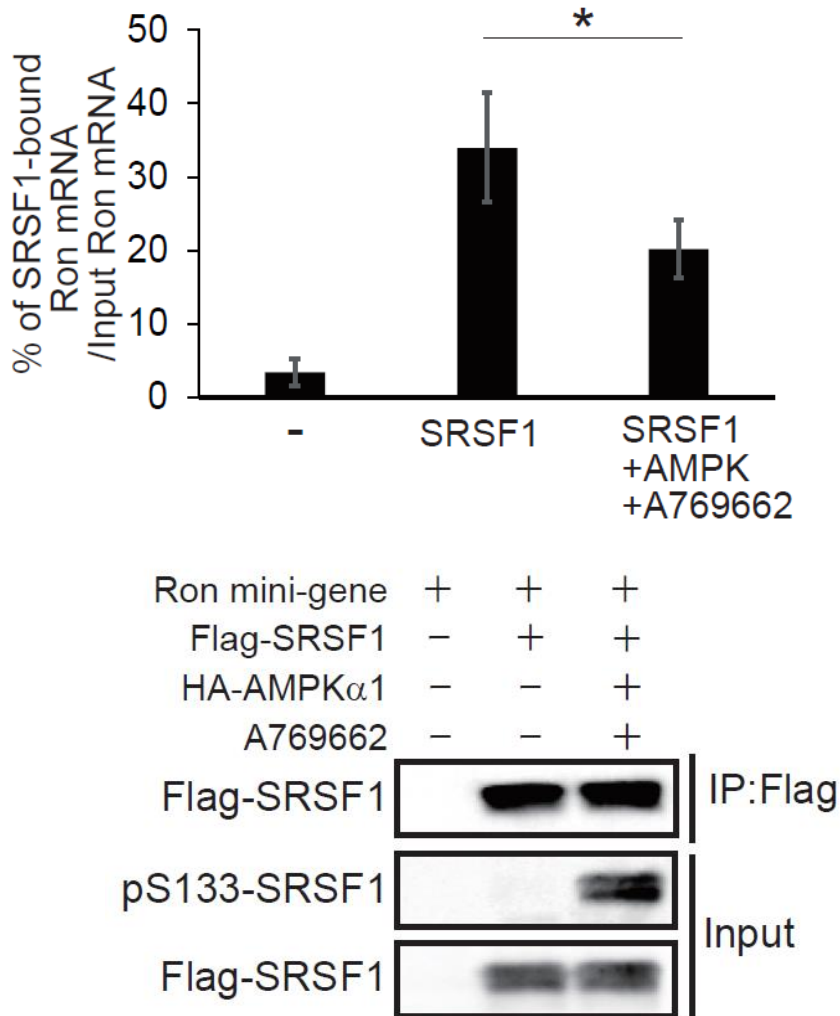 % of SRSF1-bound
Ron mRNA
/Input Ron mRNA
50
40
30
20
10
0
*
-
SRSF1
SRSF1
+AMPK
+A769662
Ron mini-gene + + +
Flag-SRSF1 − + +
HA-AMPKα1 − − +
A769662 − − +
Flag-SRSF1
IP:Flag
pS133-SRSF1
Flag-SRSF1
Input